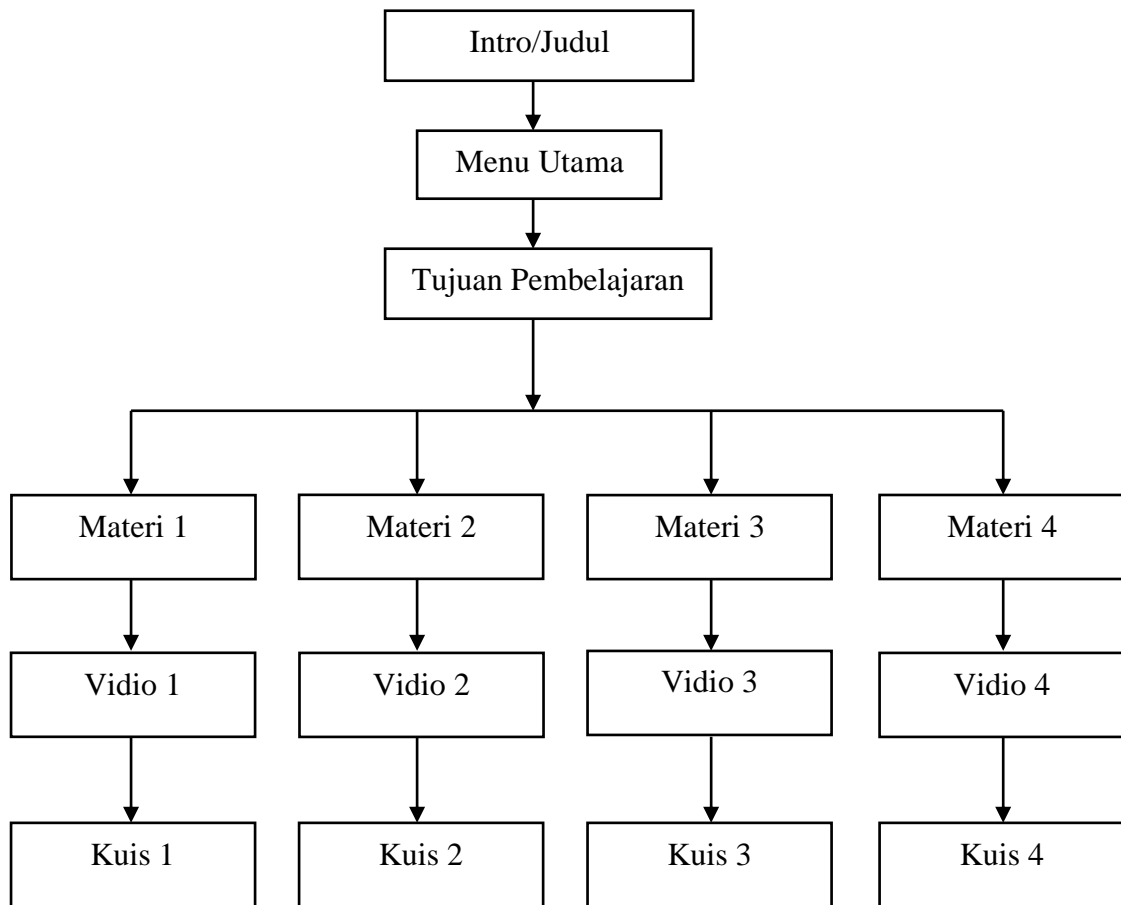 Intro/Judul
Menu Utama
Tujuan Pembelajaran
Materi 1
Materi 2
Materi 3
Materi 4
Vidio 1
Vidio 2
Vidio 3
Vidio 4
Kuis 1
Kuis 2
Kuis 3
Kuis 4